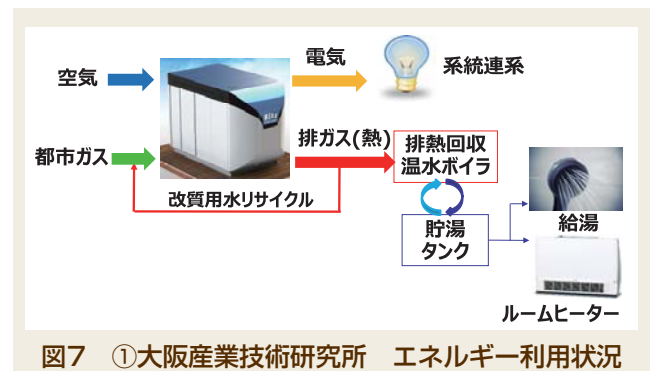 電気
空気
系統連系
都市ガス
排ガス(熱)
排熱回収
温水ボイラ
改質用水リサイクル
貯湯
タンク
給湯
ルームヒーター
図7 ①大阪産業技術研究所 エネルギー利用状況